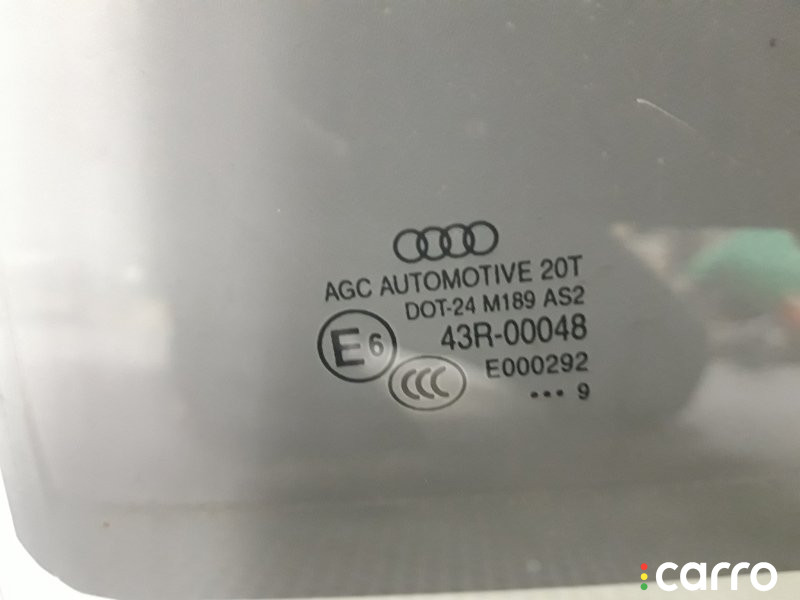 AGC AUTOMOTIVE 20T
DOT-24 M189 AS2
E6
43R-00048
CCC
E000292
••• 9
carro